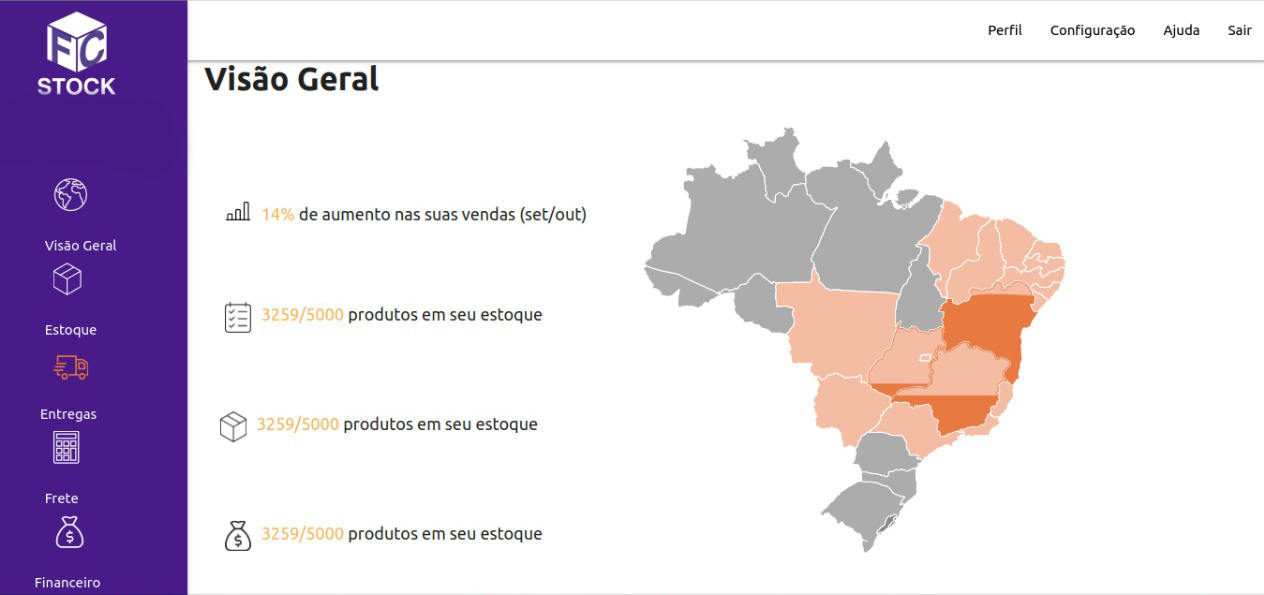 FC
STOCK
Perfil
Configuração
Ajuda
Sair
Visão Geral
Visão Geral
Estoque
Entregas
Frete
Financeiro
14% de aumento nas suas vendas (set/out)
3259/5000 produtos em seu estoque
3259/5000 produtos em seu estoque
3259/5000 produtos em seu estoque